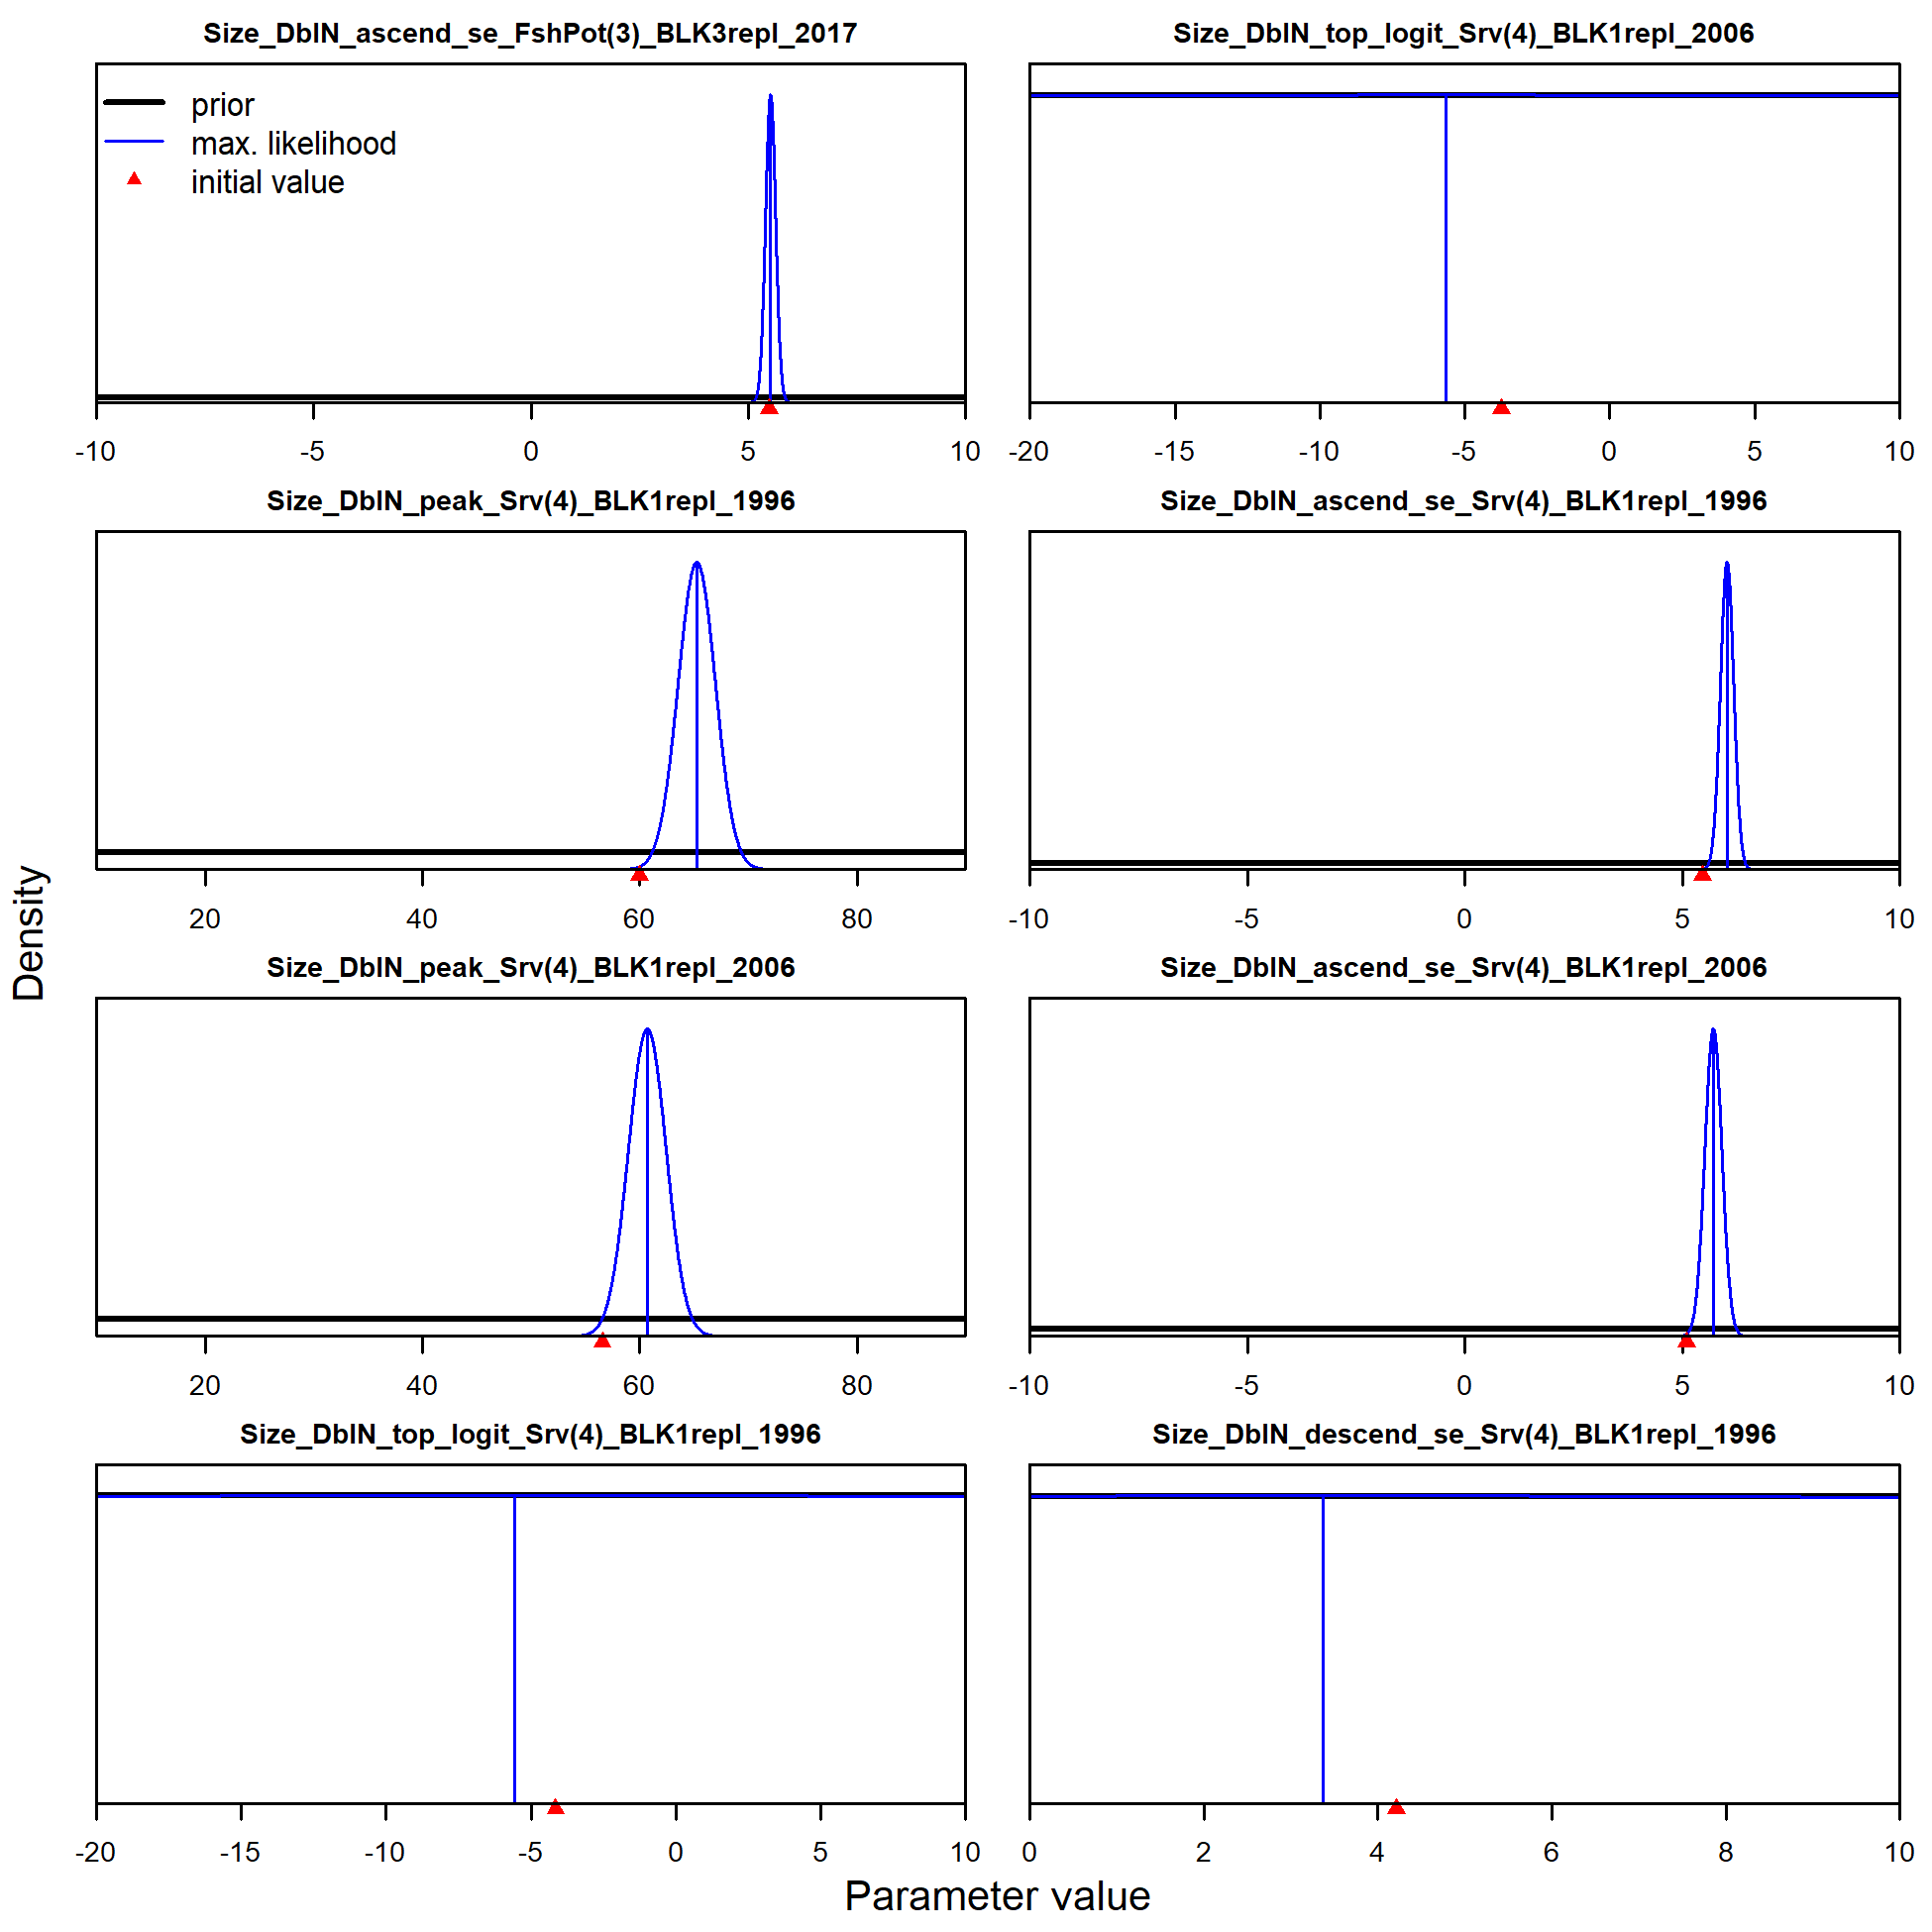 Size_DblN_ascend_se_FshPot(3)_BLK3repl_2017
prior
max. likelihood
initial value
-10 -5 0 5 10
Size_DblN_top_logit_Srv(4)_BLK1repl_2006
-20 -15 -10 -5 0 5 10
Size_DblN_peak_Srv(4)_BLK1repl_1996
20 40 60 80
Size_DblN_ascend_se_Srv(4)_BLK1repl_1996
-10 -5 0 5 10
Density
Size_DblN_peak_Srv(4)_BLK1repl_2006
20 40 60 80
Size_DblN_ascend_se_Srv(4)_BLK1repl_2006
-10 -5 0 5 10
Size_DblN_top_logit_Srv(4)_BLK1repl_1996
-20 -15 -10 -5 0 5 10
Size_DblN_descend_se_Srv(4)_BLK1repl_1996
0 2 4 6 8 10
Parameter value